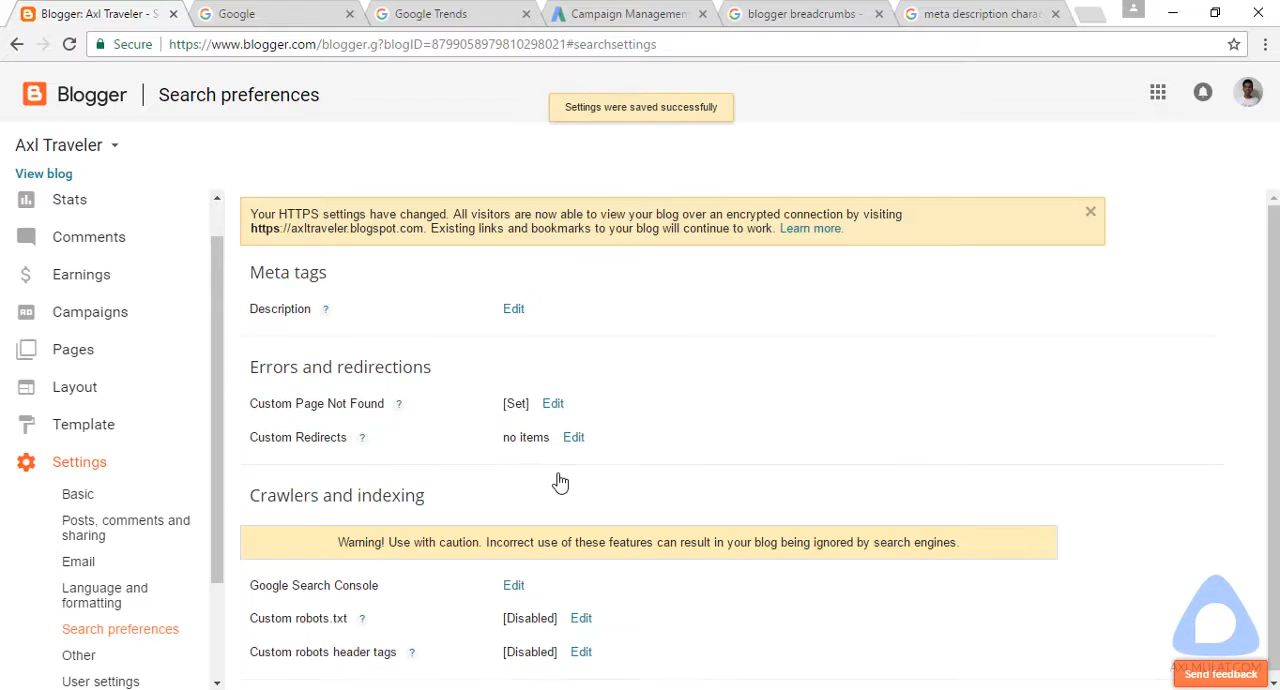 Axl Traveler - S
Google
Google Trends
Campaign Managemen
blogger breadcrumbs -
meta description chara
Secure
https://www.blogger.com/blogger.g?blogID=8799058979810298021#searchsettings
Blogger
Search preferences
Settings were saved successfully
Axl Traveler
View blog
Stats
Comments
Earnings
Campaigns
Pages
Layout
Template
Settings
Basic
Posts, comments and
sharing
Email
Language and
formatting
Search preferences
Other
User settings
Your HTTPS settings have changed. All visitors are now able to view your blog over an encrypted connection by visiting
https://axltraveler.blogspot.com. Existing links and bookmarks to your blog will continue to work. Learn more.
Meta tags
Description ? Edit
Errors and redirections
Custom Page Not Found ? [Set] Edit
Custom Redirects ? no items Edit
Crawlers and indexing
Warning! Use with caution. Incorrect use of these features can result in your blog being ignored by search engines.
Google Search Console Edit
Custom robots.txt ? [Disabled] Edit
Custom robots header tags ? [Disabled] Edit
AXLMULAT.COM
Send feedback